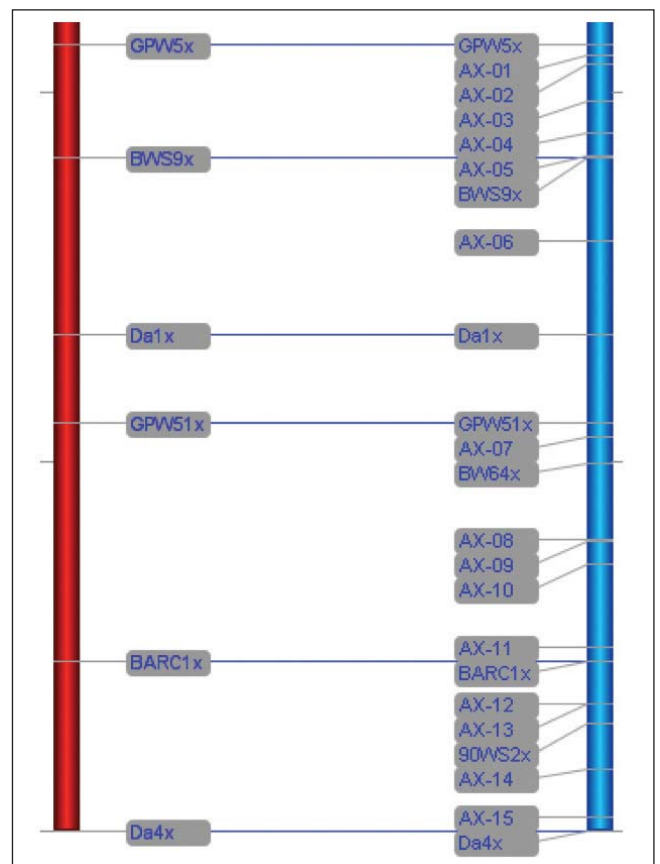 GPW5x GPW5x
AX-01
AX-02
AX-03
AX-04
AX-05
BWS9x BWS9x
AX-06
Da1x Da1x
GPW51x GPW51x
AX-07
BW64x
AX-08
AX-09
AX-10
AX-11
BARC1x BARC1x
AX-12
AX-13
90WS2x
AX-14
AX-15
Da4x Da4x